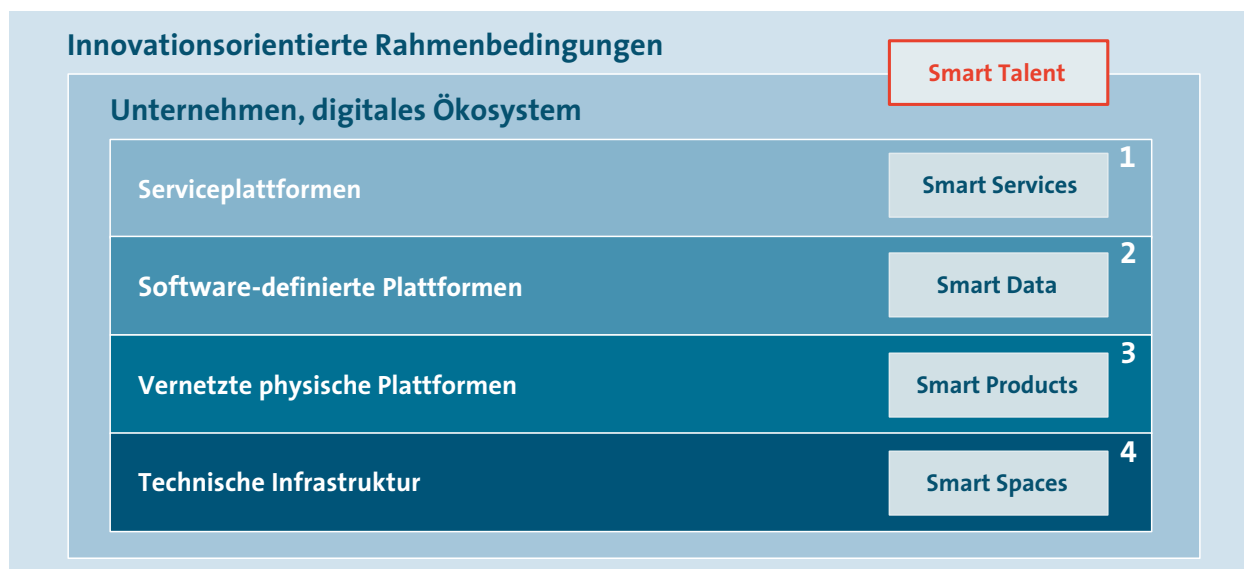 Innovationsorientierte Rahmenbedingungen
Smart Talent
Unternehmen, digitales Ökosystem
1
Serviceplattformen
Smart Services
2
Software-definierte Plattformen
Smart Data
3
Vernetzte physische Plattformen
Smart Products
4
Technische Infrastruktur
Smart Spaces